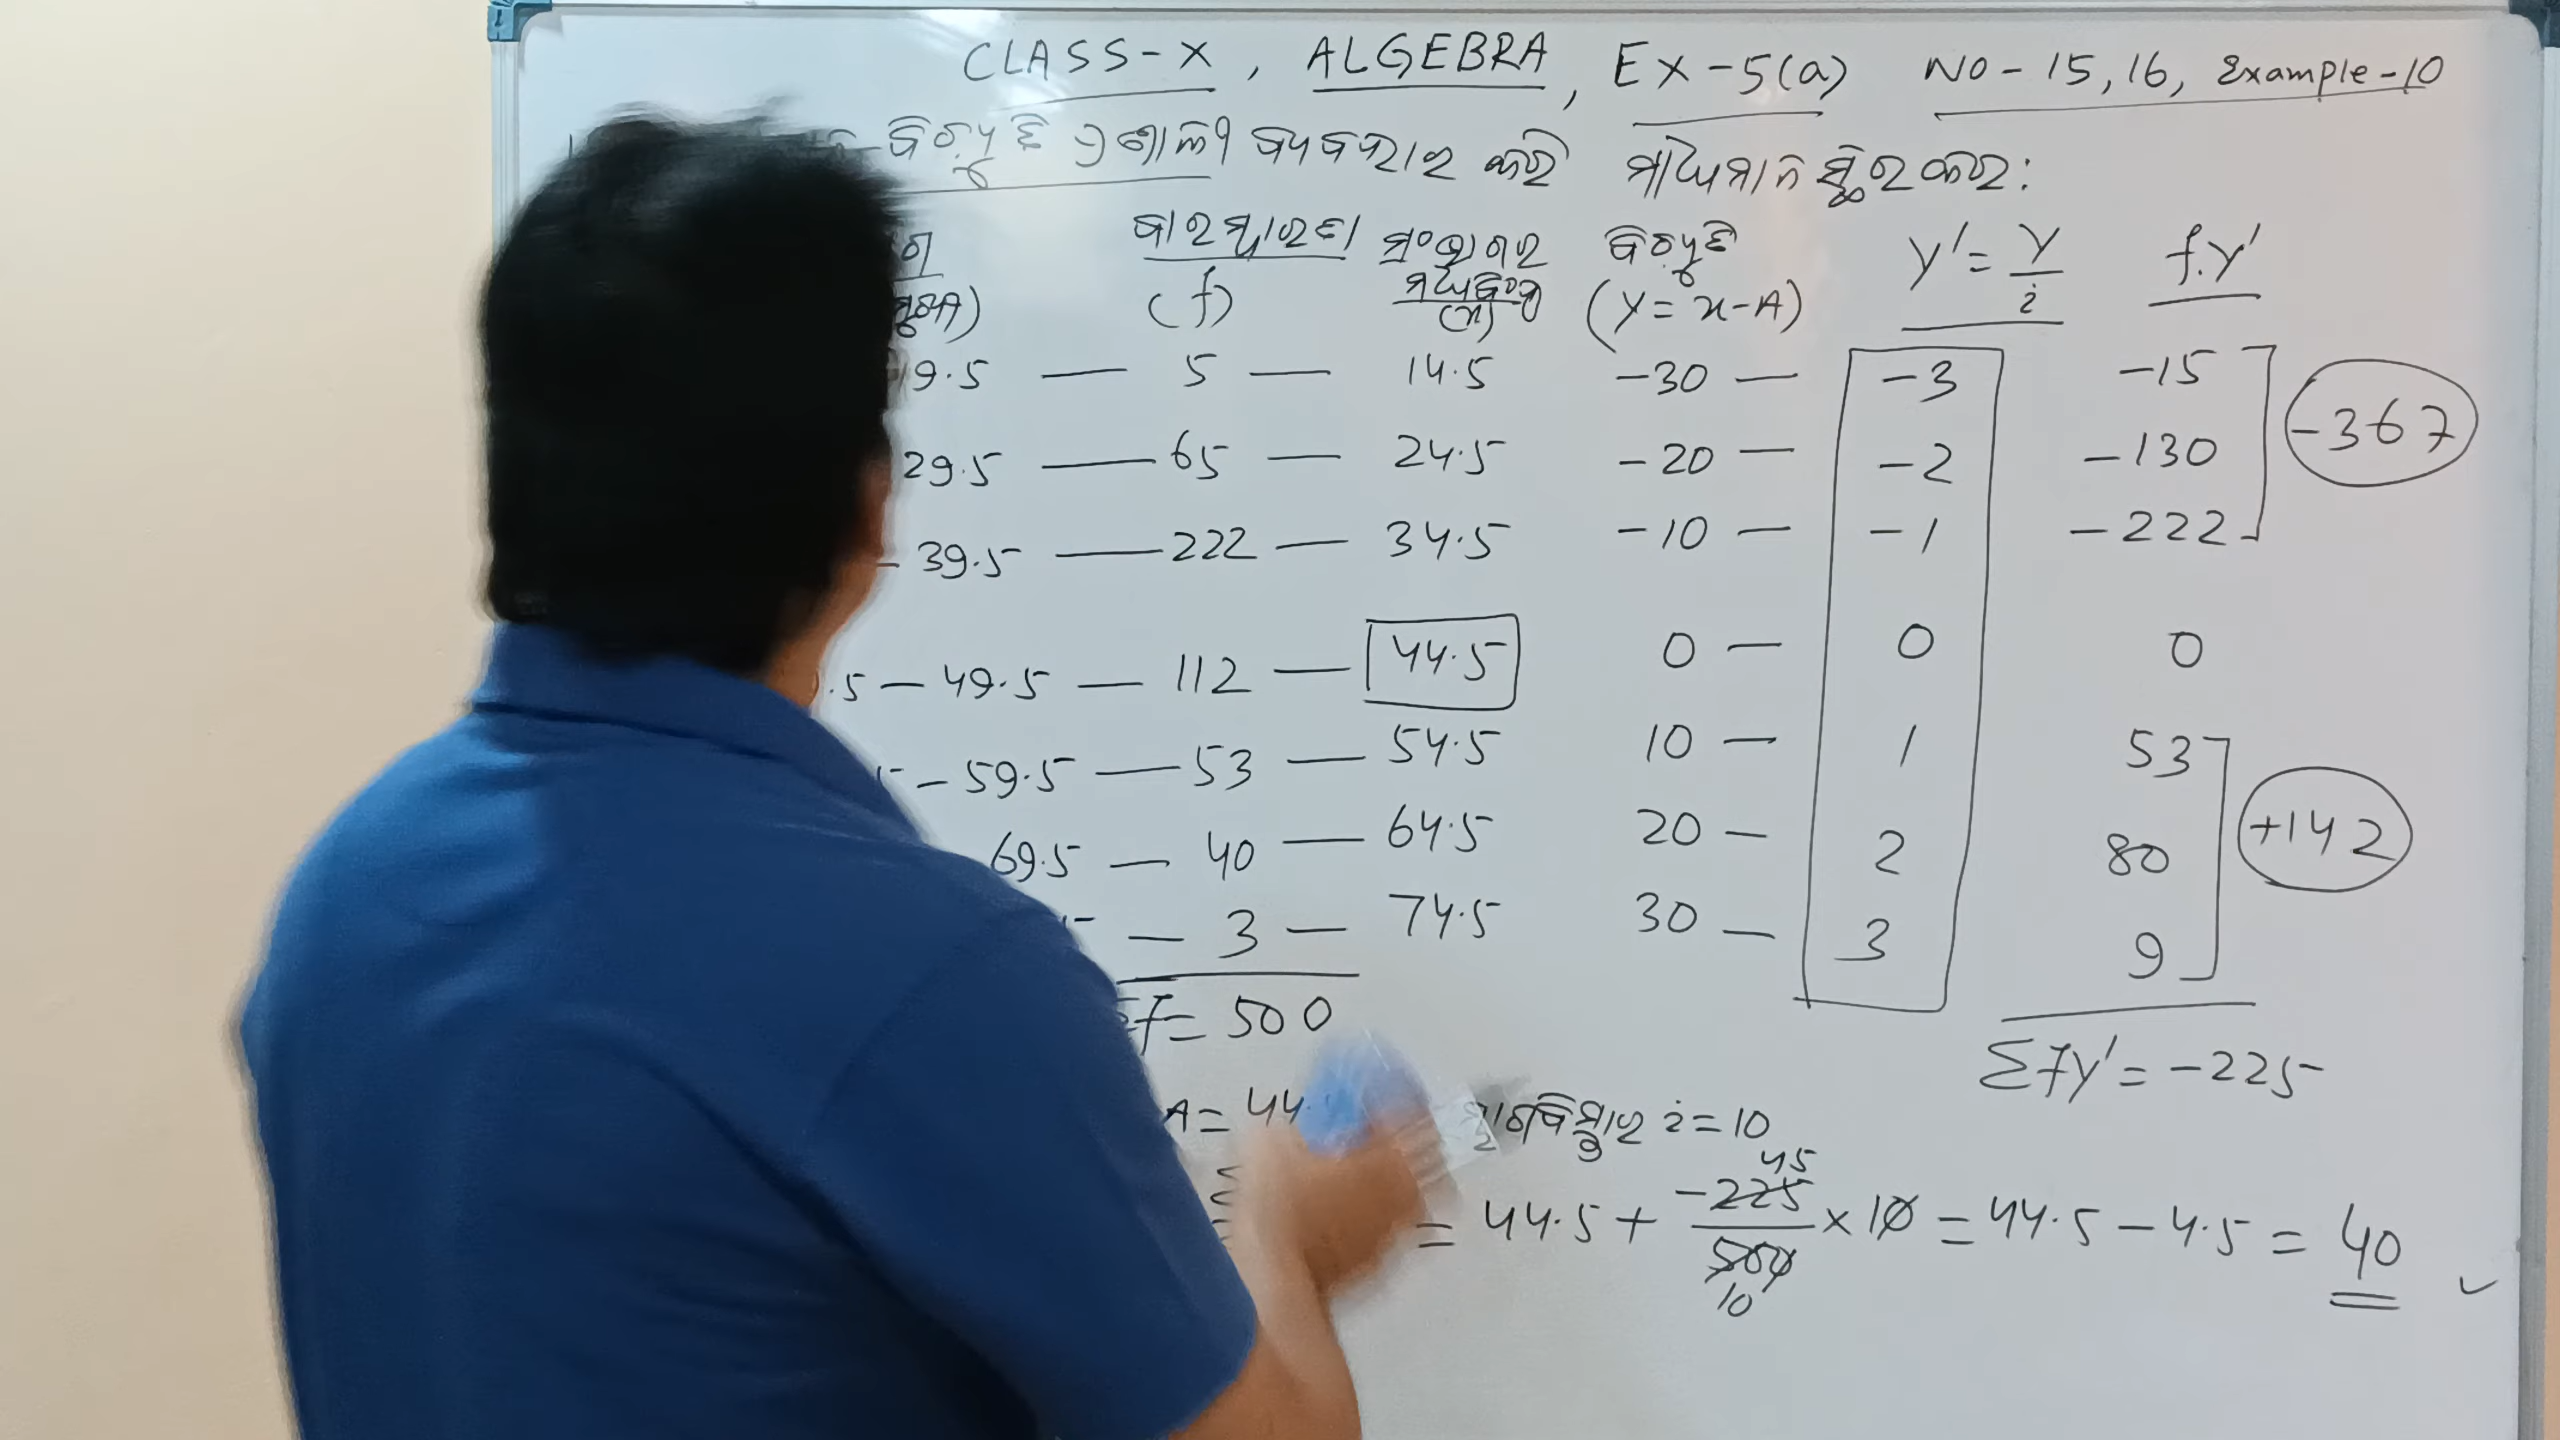 CLASS-X, ALGEBRA, EX-5(a) NO-15,16, Example-10
ବିଚ୍ୟୁତି ପ୍ରଣାଳୀ ବ୍ୟବହାର କରି ମାଧ୍ୟମାନ ସ୍ଥିର କର:
ବାରମ୍ବାରତା ସଂଭାଗର ବିଚ୍ୟୁତି y' = y/i f.y'
(f) ମଧ୍ୟବିନ୍ଦୁ (x) (y = x-A)
19.5 — 5 — 14.5 -30 — -3 -15
29.5 — 65 — 24.5 -20 — -2 -130 -367
- 39.5 — 222 — 34.5 -10 — -1 -222
.5 — 49.5 — 112 — 44.5 0 — 0 0
- 59.5 — 53 — 54.5 10 — 1 53
69.5 — 40 — 64.5 20 — 2 80 +142
— 3 — 74.5 30 — 3 9
f = 500
Σfy' = -225
A = 44. i = 10
= 44.5 + -225/500 × 10 = 44.5 - 4.5 = 40 ✓
45
10